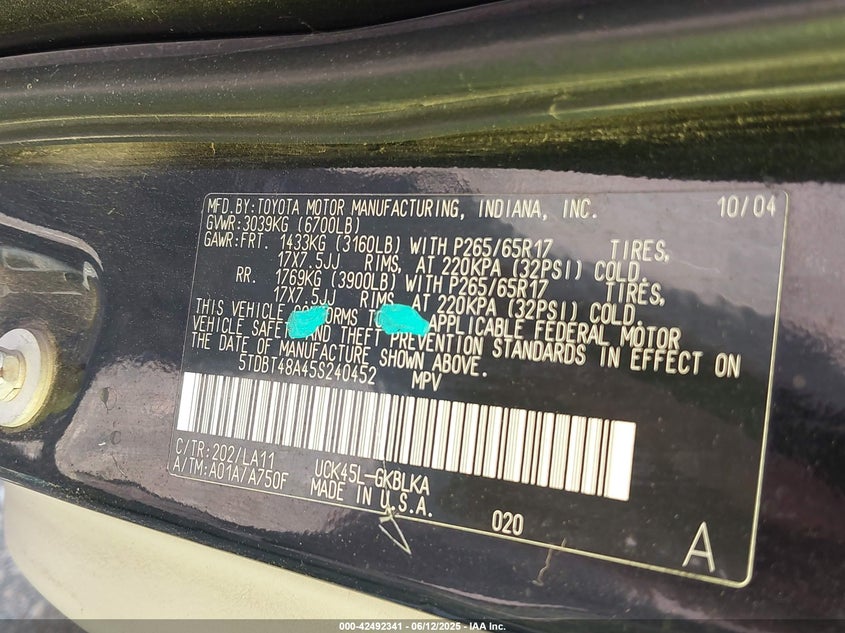 MFD. BY: TOYOTA MOTOR MANUFACTURING, INDIANA, INC. 10/04
GVWR: 3039KG (6700LB)
GAWR: FRT. 1433KG (3160LB) WITH P265/65R17 TIRES,
17X7.5JJ RIMS, AT 220KPA (32PSI) COLD.
RR. 1769KG (3900LB) WITH P265/65R17 TIRES,
17X7.5JJ RIMS, AT 220KPA (32PSI) COLD.
THIS VEHICLE CONFORMS TO APPLICABLE FEDERAL MOTOR
VEHICLE SAFETY AND THEFT PREVENTION STANDARDS IN EFFECT ON
THE DATE OF MANUFACTURE SHOWN ABOVE.
5TDBT48A45S240452 MPV
C/TR: 202/LA11 UCK45L-GKBLKA
A/TM: A01A/A750F MADE IN U.S.A.
020
A
000-42492341 - 06/12/2025 - IAA Inc.